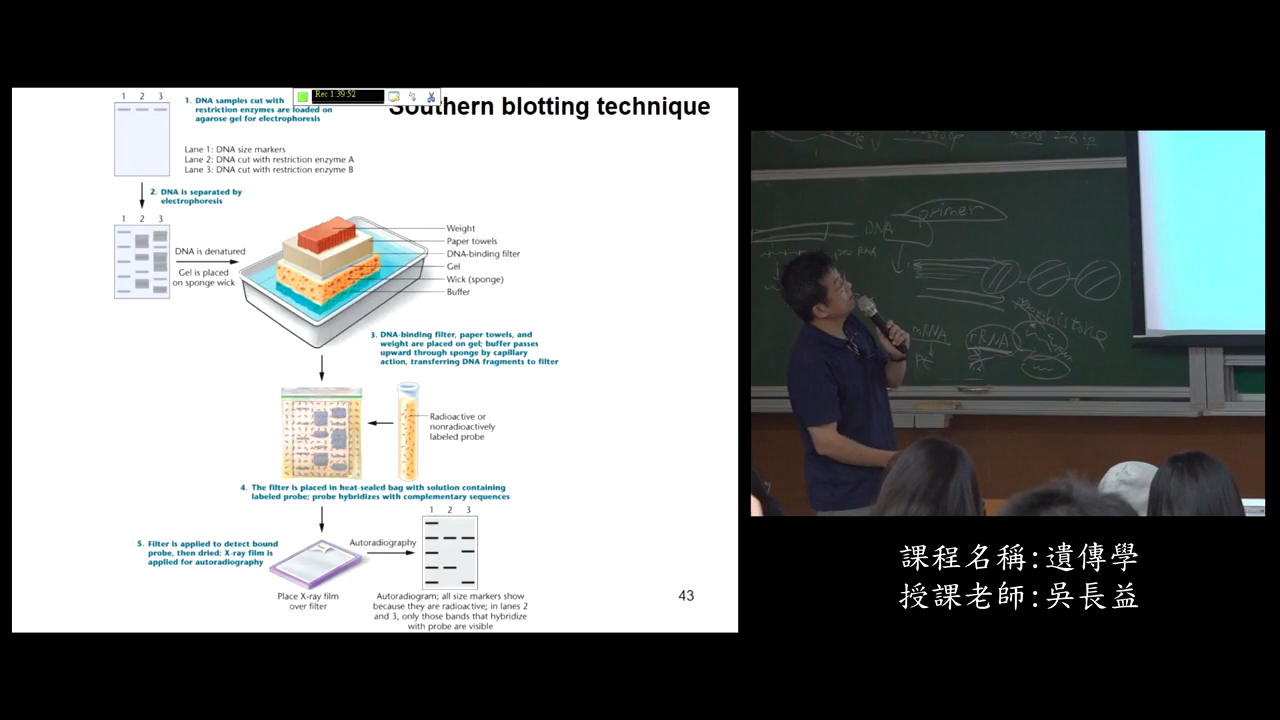 Rec 1:39:52
Southern blotting technique
1 2 3
1. DNA samples cut with
restriction enzymes are loaded on
agarose gel for electrophoresis
Lane 1: DNA size markers
Lane 2: DNA cut with restriction enzyme A
Lane 3: DNA cut with restriction enzyme B
2. DNA is separated by
electrophoresis
1 2 3
DNA is denatured
Gel is placed
on sponge wick
Weight
Paper towels
DNA-binding filter
Gel
Wick (sponge)
Buffer
3. DNA-binding filter, paper towels, and
weight are placed on gel; buffer passes
upward through sponge by capillary
action, transferring DNA fragments to filter
Radioactive or
nonradioactively
labeled probe
4. The filter is placed in heat-sealed bag with solution containing
labeled probe; probe hybridizes with complementary sequences
5. Filter is applied to detect bound
probe, then dried; X-ray film is
applied for autoradiography
Place X-ray film
over filter
Autoradiography
1 2 3
Autoradiogram; all size markers show
because they are radioactive; in lanes 2
and 3, only those bands that hybridize
with probe are visible
43
primer
DNA
mRNA
RNA
課程名稱:遺傳學
授課老師:吳長益